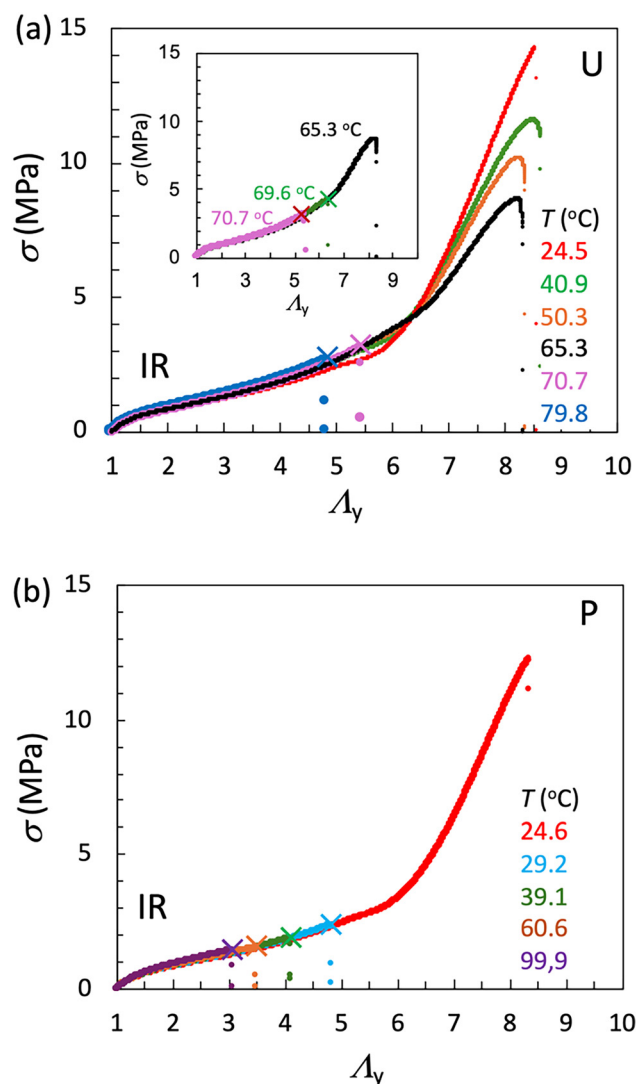 (a)
15
10
5
0
σ (MPa)
U
IR
15
10
5
0
σ (MPa)
65.3 °C
69.6 °C
70.7 °C
1 3 5 7 9
Λy
T (°C)
24.5
40.9
50.3
65.3
70.7
79.8
1 2 3 4 5 6 7 8 9 10
Λy
(b)
15
10
5
0
σ (MPa)
P
IR
T (°C)
24.6
29.2
39.1
60.6
99,9
1 2 3 4 5 6 7 8 9 10
Λy